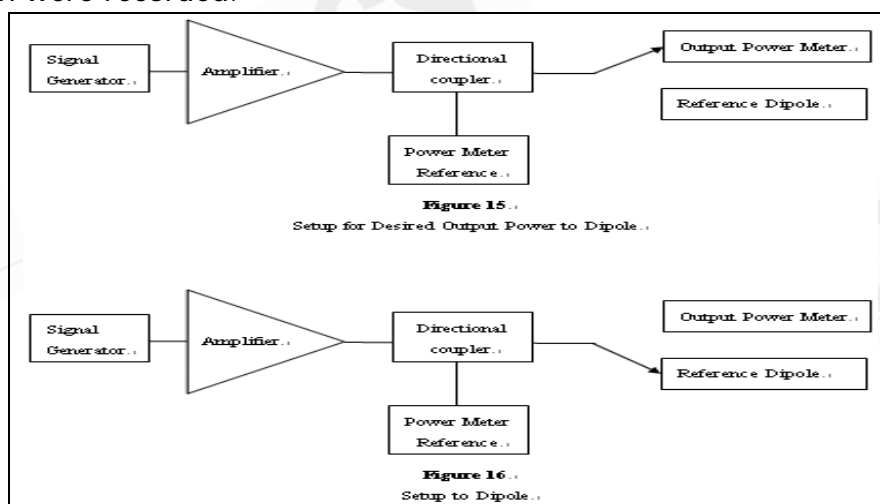 were recorded.
Signal
Generator.
Amplifier.
Directional
coupler.
Output Power Meter.
Reference Dipole.
Power Meter
Reference.
Figure 15.
Setup for Desired Output Power to Dipole.
Signal
Generator.
Amplifier.
Directional
coupler.
Output Power Meter.
Reference Dipole.
Power Meter
Reference.
Figure 16.
Setup to Dipole.